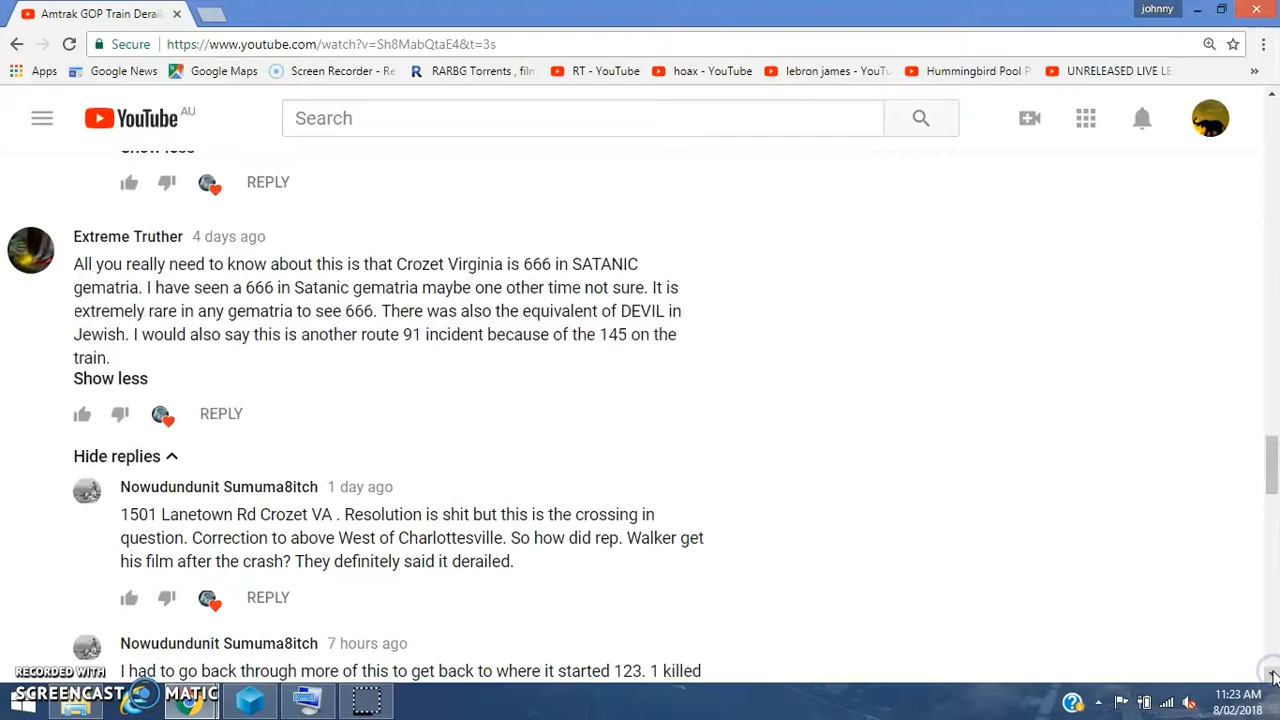 Amtrak GOP Train Derail
johnny
Secure https://www.youtube.com/watch?v=Sh8MabQtaE4&t=3s
Apps Google News Google Maps Screen Recorder - Re RARBG Torrents , film RT - YouTube hoax - YouTube lebron james - YouTu Hummingbird Pool P UNRELEASED LIVE LE »
YouTube AU Search
Show less
REPLY
Extreme Truther 4 days ago
All you really need to know about this is that Crozet Virginia is 666 in SATANIC
gematria. I have seen a 666 in Satanic gematria maybe one other time not sure. It is
extremely rare in any gematria to see 666. There was also the equivalent of DEVIL in
Jewish. I would also say this is another route 91 incident because of the 145 on the
train.
Show less
REPLY
Hide replies
Nowudundunit Sumuma8itch 1 day ago
1501 Lanetown Rd Crozet VA . Resolution is shit but this is the crossing in
question. Correction to above West of Charlottesville. So how did rep. Walker get
his film after the crash? They definitely said it derailed.
REPLY
Nowudundunit Sumuma8itch 7 hours ago
I had to go back through more of this to get back to where it started 123. 1 killed
RECORDED WITH
SCREENCAST MATIC
11:23 AM
8/02/2018